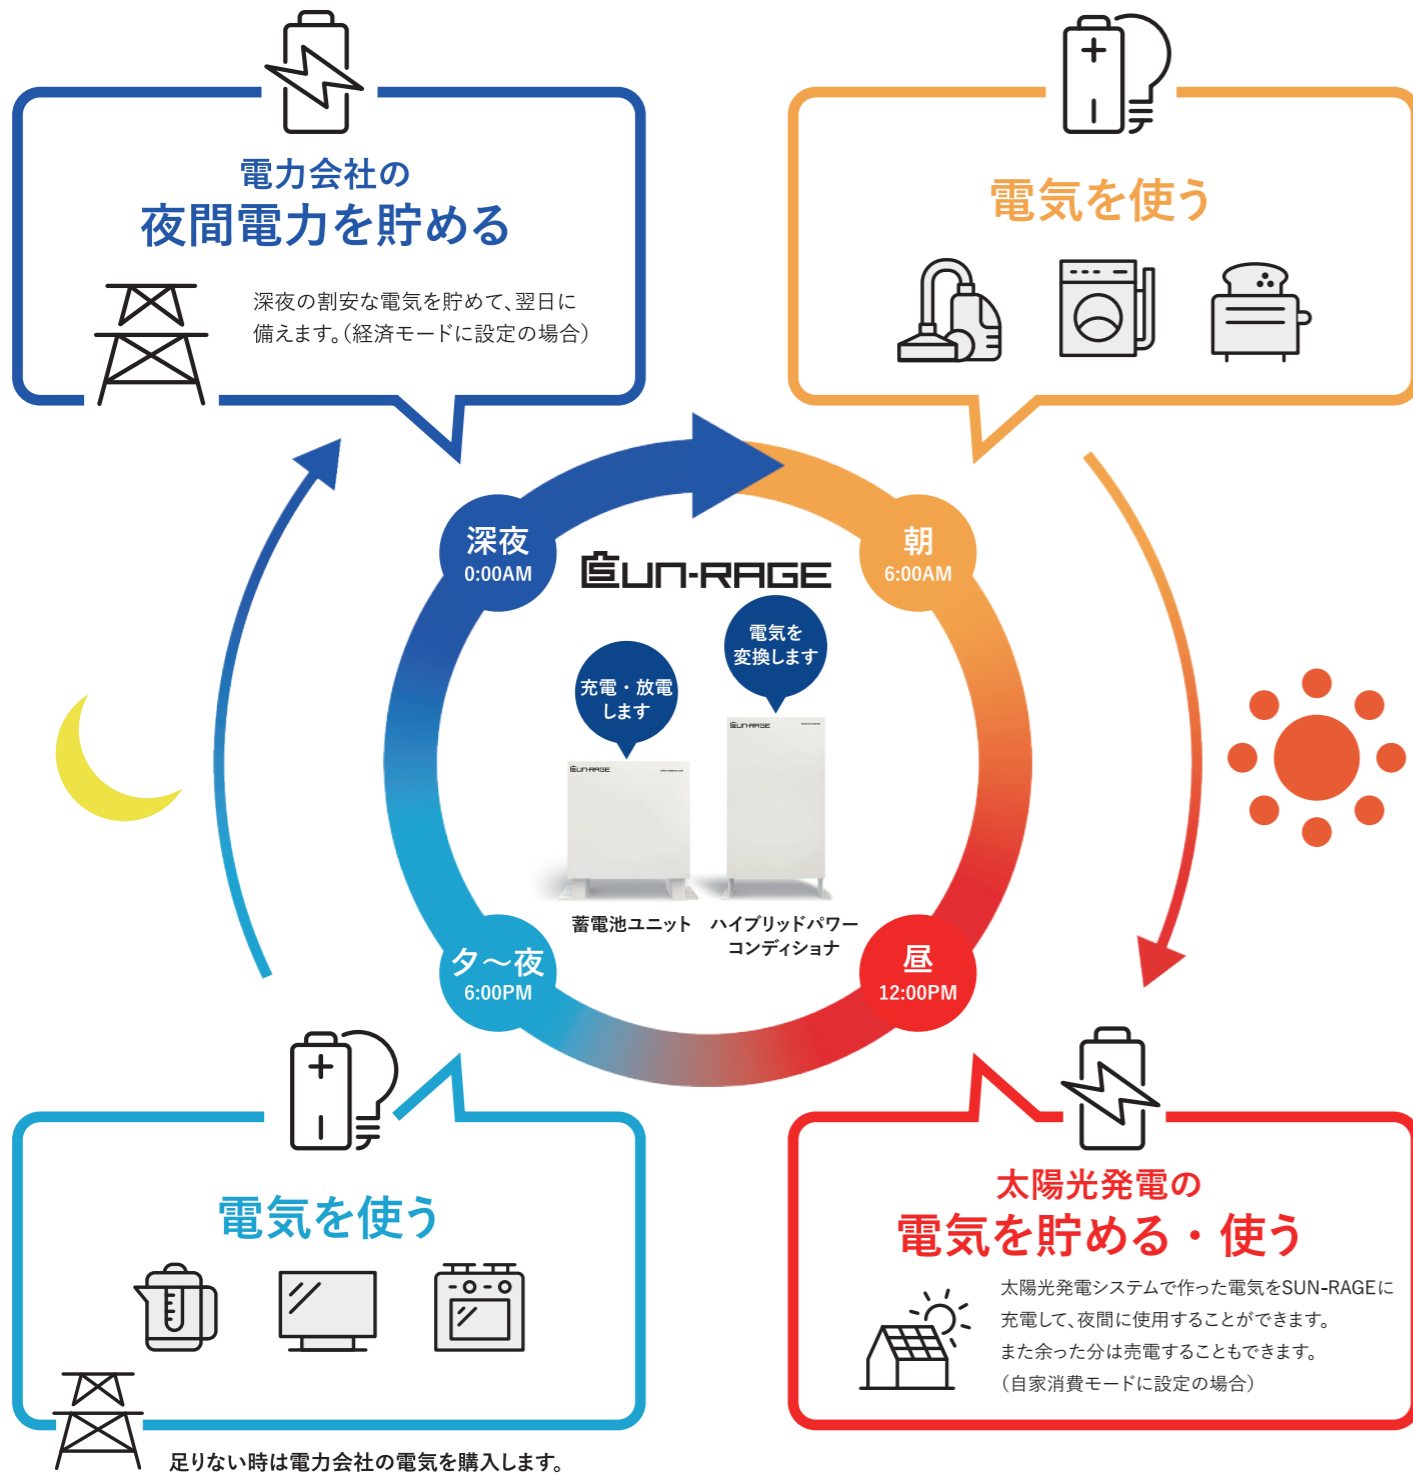 電力会社の
夜間電力を貯める
深夜の割安な電気を貯めて、翌日に
備えます。(経済モードに設定の場合)
電気を使う
深夜
0:00AM
朝
6:00AM
SUN-RAGE
電気を
変換します
充電・放電
します
SUN-RAGE
SUN-RAGE
蓄電池ユニット
ハイブリッドパワー
コンディショナ
夕〜夜
6:00PM
昼
12:00PM
電気を使う
足りない時は電力会社の電気を購入します。
太陽光発電の
電気を貯める・使う
太陽光発電システムで作った電気をSUN-RAGEに
充電して、夜間に使用することができます。
また余った分は売電することもできます。
(自家消費モードに設定の場合)